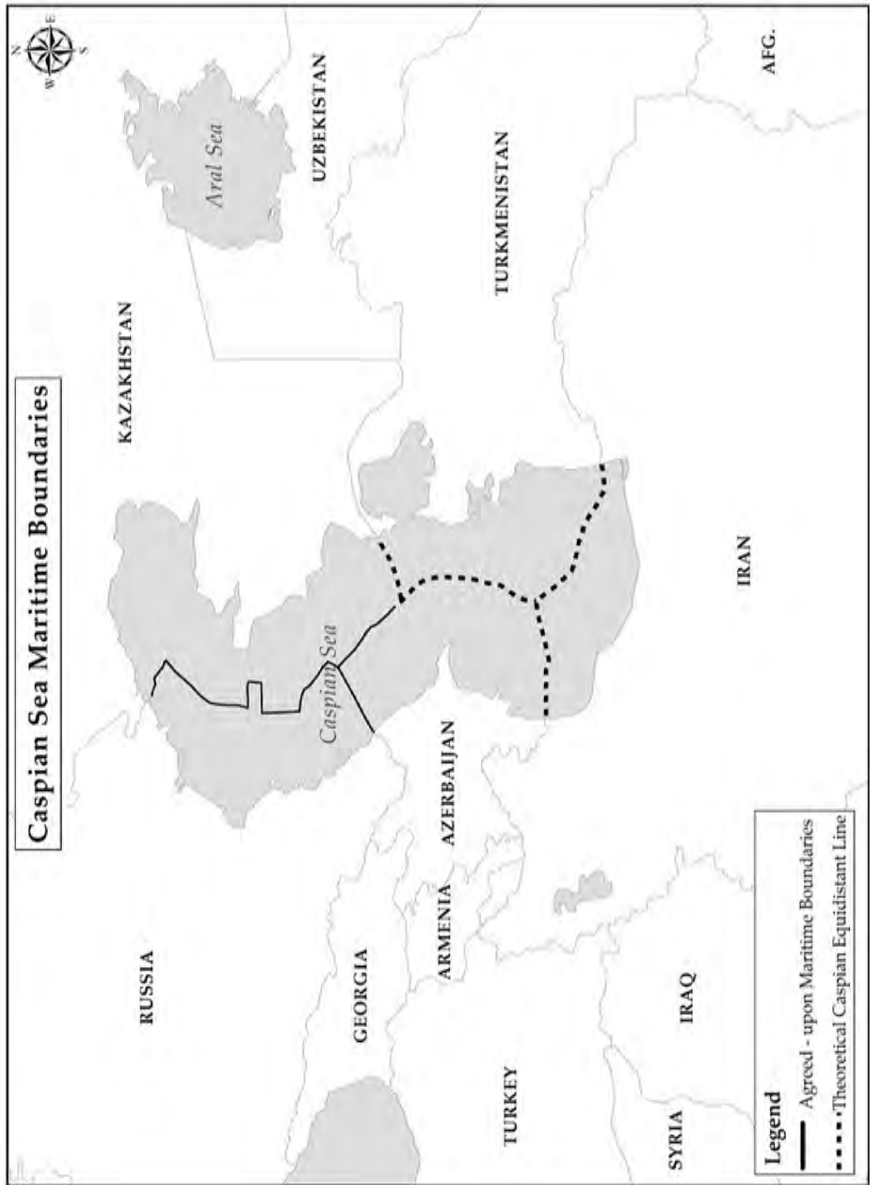 Caspian Sea Maritime Boundaries
N
E
W
S
KAZAKHSTAN
Aral Sea
UZBEKISTAN
RUSSIA
Caspian Sea
GEORGIA
ARMENIA
AZERBAIJAN
TURKMENISTAN
TURKEY
AFG.
IRAN
SYRIA
IRAQ
Legend
Agreed - upon Maritime Boundaries
Theoretical Caspian Equidistant Line